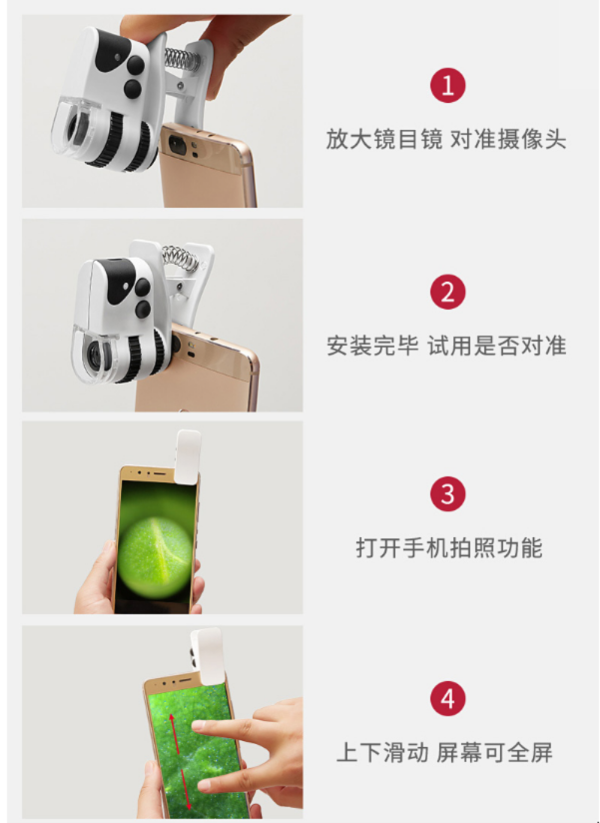 1
放大镜目镜 对准摄像头
2
安装完毕 试用是否对准
3
打开手机拍照功能
4
上下滑动 屏幕可全屏